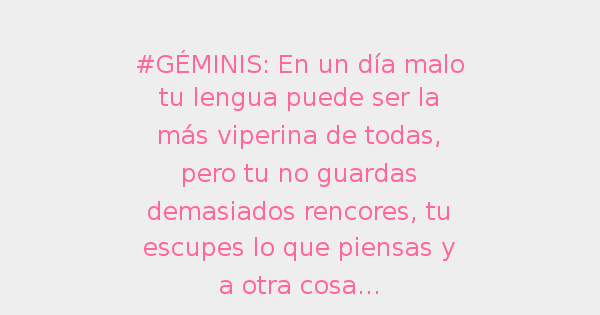 #GÉMINIS: En un día malo
tu lengua puede ser la
más viperina de todas,
pero tu no guardas
demasiados rencores, tu
escupes lo que piensas y
a otra cosa...